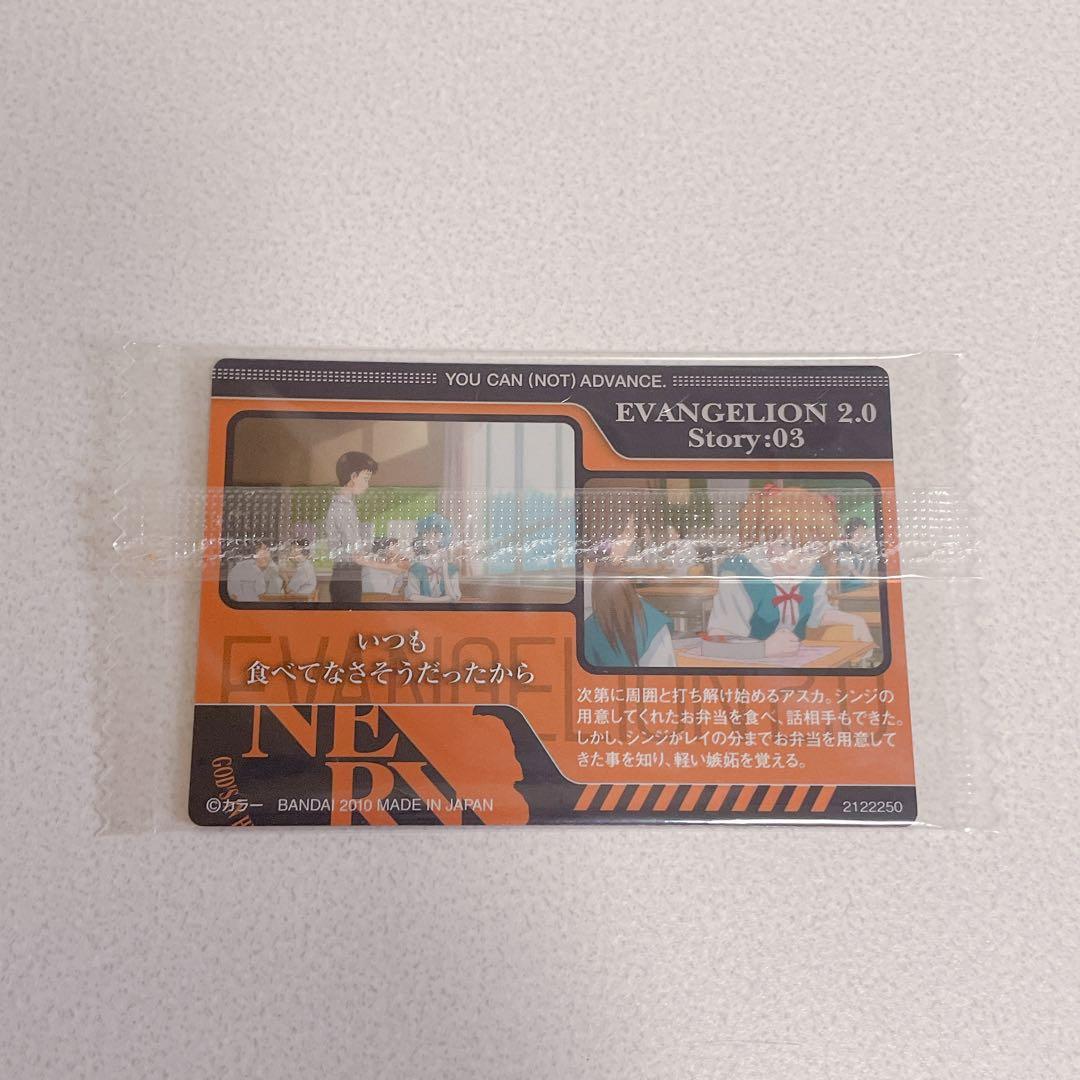 YOU CAN (NOT) ADVANCE.
EVANGELION 2.0
Story:03
いつも
食べてなさそうだったから
EVANGELION
次第に周囲と打ち解け始めるアスカ。シンジの
用意してくれたお弁当を食べ、話相手もできた。
しかし、シンジがレイの分までお弁当を用意して
きた事を知り、軽い嫉妬を覚える。
NERV
GOD'S IN H
©カラー BANDAI 2010 MADE IN JAPAN
2122250